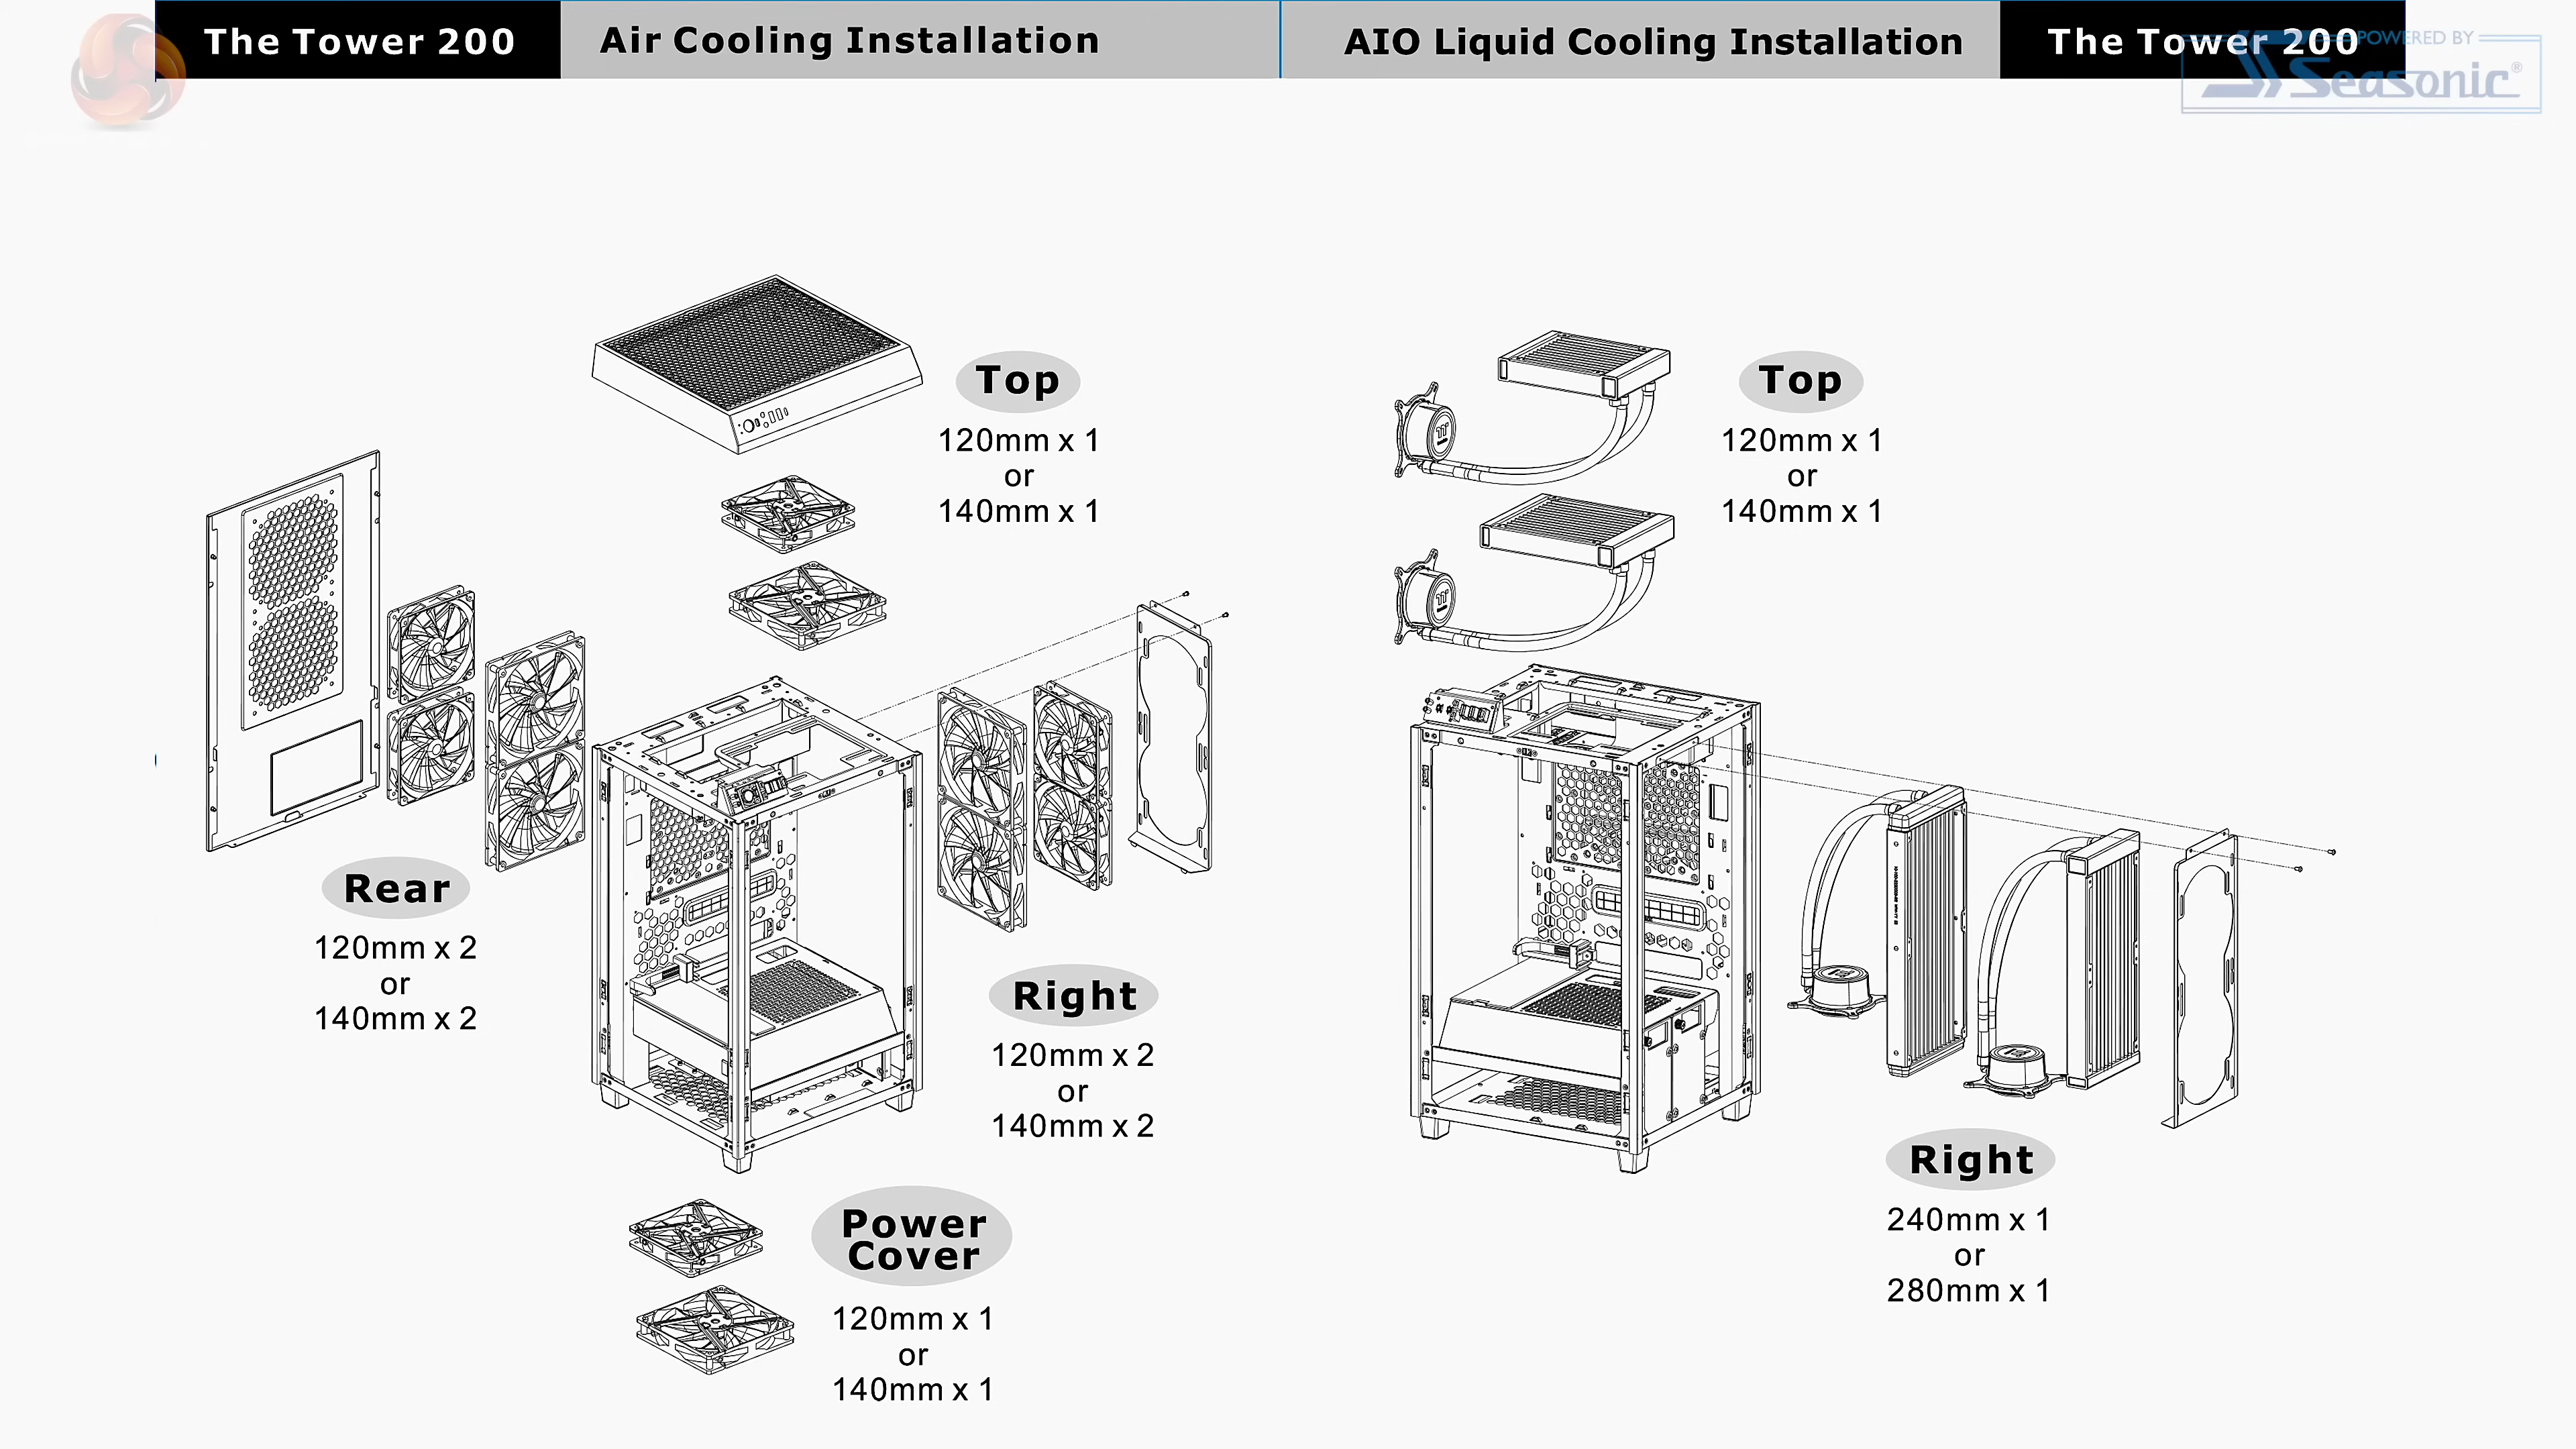 The Tower 200
Air Cooling Installation
AIO Liquid Cooling Installation
The Tower 200
POWERED BY
Seasonic®
Top
120mm x 1
or
140mm x 1
Rear
120mm x 2
or
140mm x 2
Right
120mm x 2
or
140mm x 2
Power
Cover
120mm x 1
or
140mm x 1
Top
120mm x 1
or
140mm x 1
Right
240mm x 1
or
280mm x 1